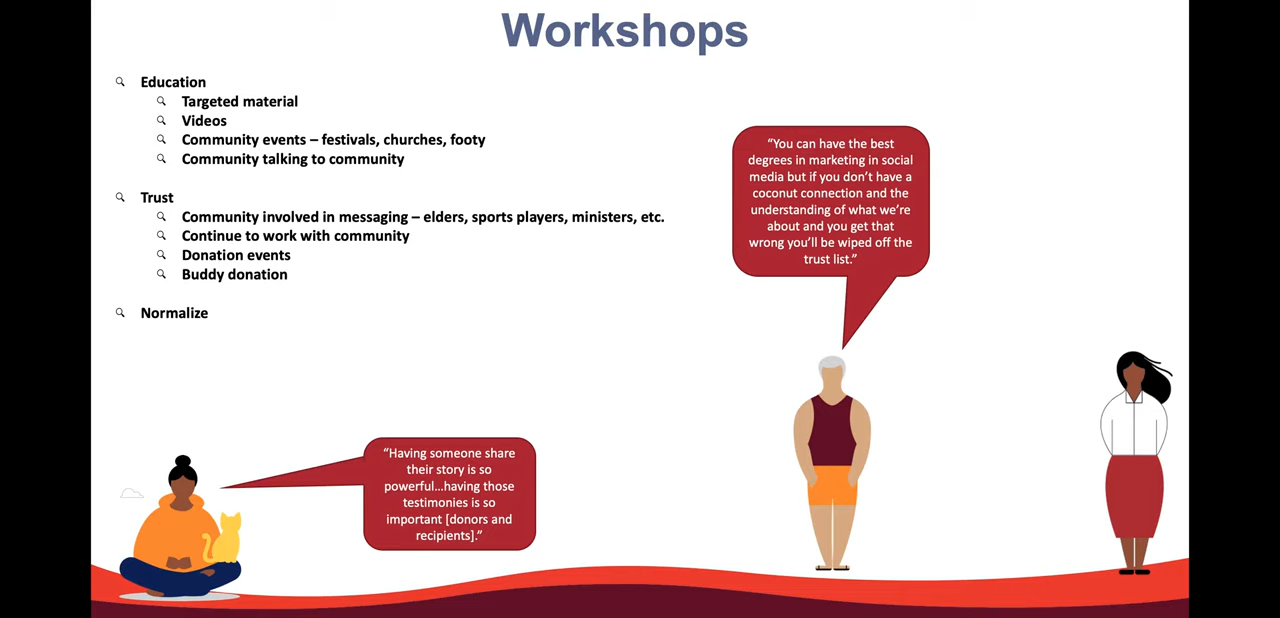 Workshops
Education
Targeted material
Videos
Community events – festivals, churches, footy
Community talking to community
Trust
Community involved in messaging – elders, sports players, ministers, etc.
Continue to work with community
Donation events
Buddy donation
Normalize
“You can have the best
degrees in marketing in social
media but if you don’t have a
coconut connection and the
understanding of what we’re
about and you get that
wrong you’ll be wiped off the
trust list.”
“Having someone share
their story is so
powerful...having those
testimonies is so
important [donors and
recipients].”